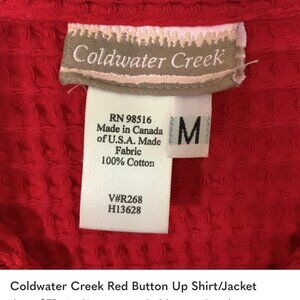 Coldwater Creek
RN 98516
Made in Canada
of U.S.A. Made
Fabric
100% Cotton
M
V#R268
H13628
Coldwater Creek Red Button Up Shirt/Jacket